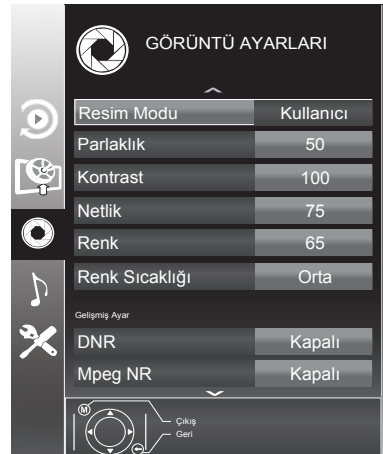 GÖRÜNTÜ AYARLARI
Resim Modu Kullanıcı
Parlaklık 50
Kontrast 100
Netlik 75
Renk 65
Renk Sıcaklığı Orta
Gelişmiş Ayar
DNR Kapalı
Mpeg NR Kapalı
M
Çıkış
Geri